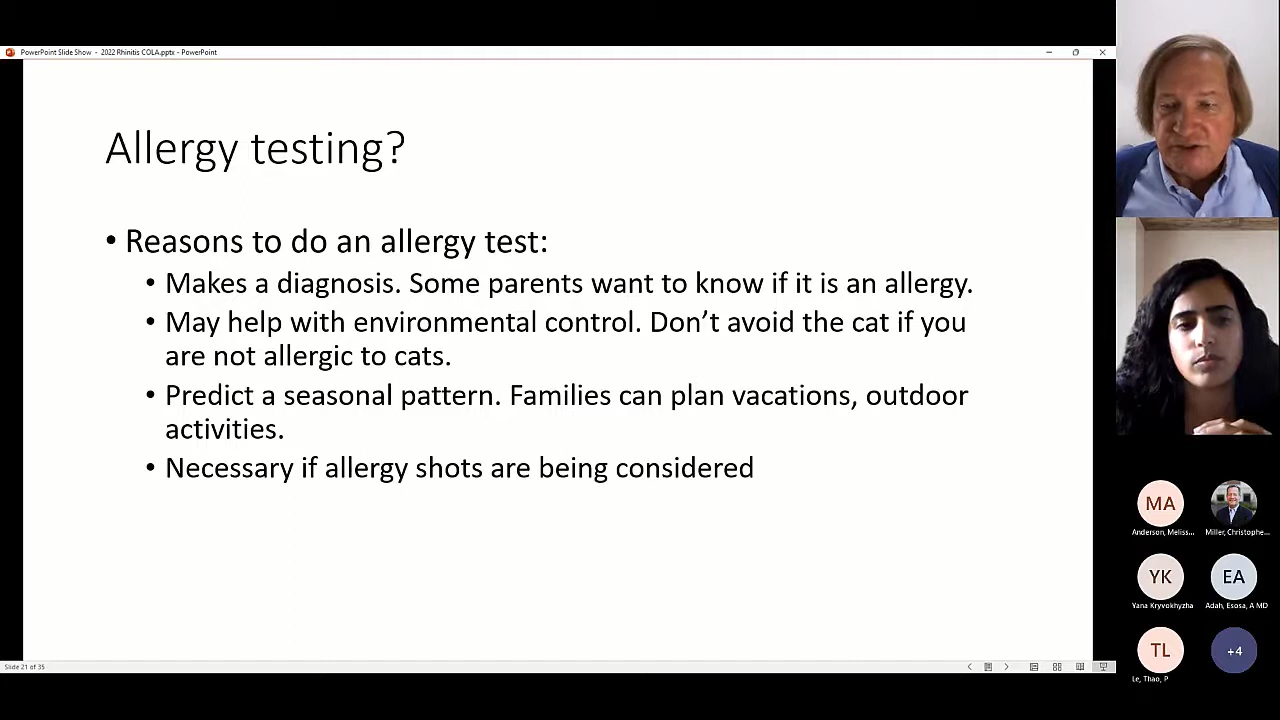 PowerPoint Slide Show - 2022 Rhinitis COLA.pptx - PowerPoint
Allergy testing?
• Reasons to do an allergy test:
• Makes a diagnosis. Some parents want to know if it is an allergy.
• May help with environmental control. Don’t avoid the cat if you
are not allergic to cats.
• Predict a seasonal pattern. Families can plan vacations, outdoor
activities.
• Necessary if allergy shots are being considered
Slide 21 of 35
MA
Anderson, Meliss...
Miller, Christophe...
YK
Yana Kryvokhyzha
EA
Adah, Esosa, A MD
TL
Le, Thao, P
+4